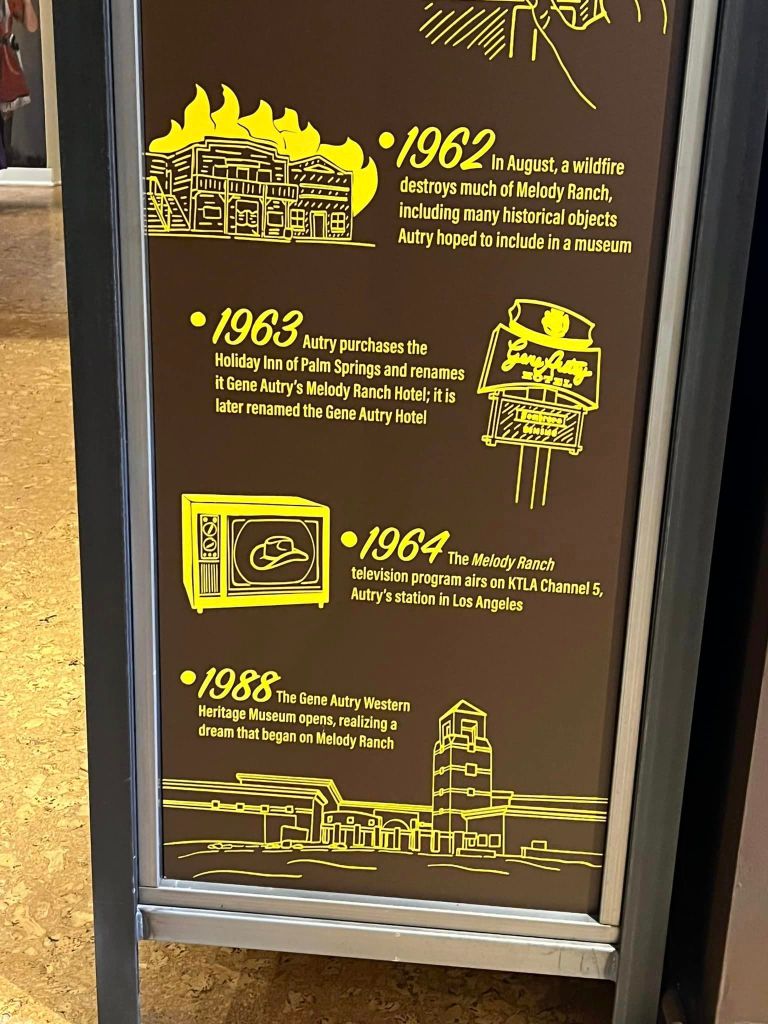 1962 In August, a wildfire
destroys much of Melody Ranch,
including many historical objects
Autry hoped to include in a museum
1963 Autry purchases the
Holiday Inn of Palm Springs and renames
it Gene Autry's Melody Ranch Hotel; it is
later renamed the Gene Autry Hotel
Gene Autry
HOTEL
DINING
1964 The Melody Ranch
television program airs on KTLA Channel 5,
Autry's station in Los Angeles
1988 The Gene Autry Western
Heritage Museum opens, realizing a
dream that began on Melody Ranch